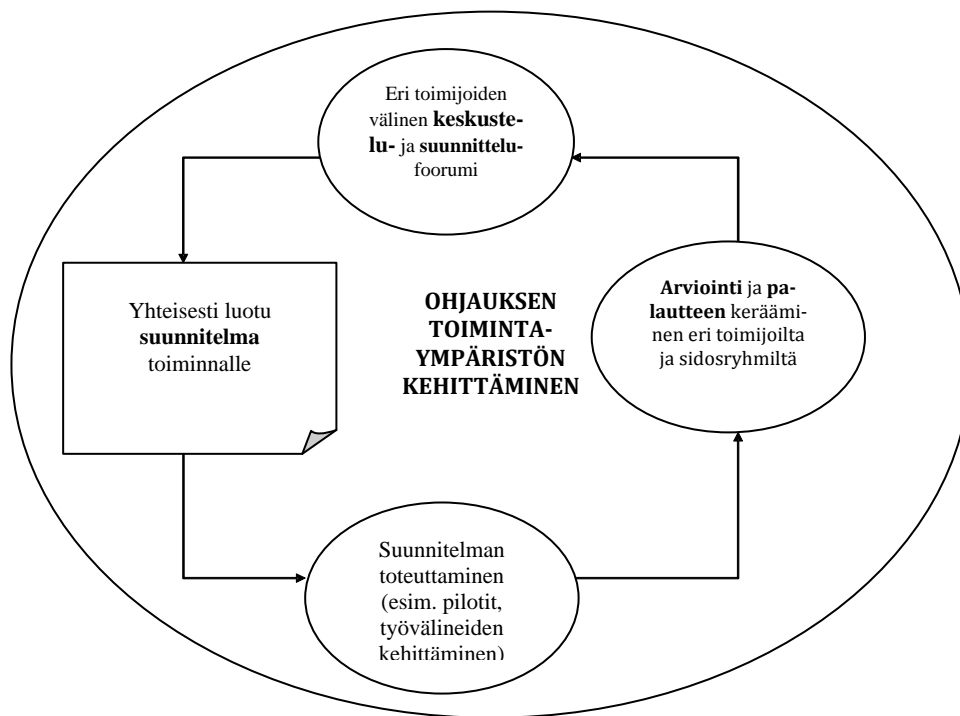 Eri toimijoiden
välinen keskuste-
lu- ja suunnittelu-
foorumi
Yhteisesti luotu
suunnitelma
toiminnalle
OHJAUKSEN
TOIMINTA-
YMPÄRISTÖN
KEHITTÄMINEN
Arviointi ja pa-
lautteen keräämi-
nen eri toimijoilta
ja sidosryhmiltä
Suunnitelman
toteuttaminen
(esim. pilotit,
työvälineiden
kehittäminen)